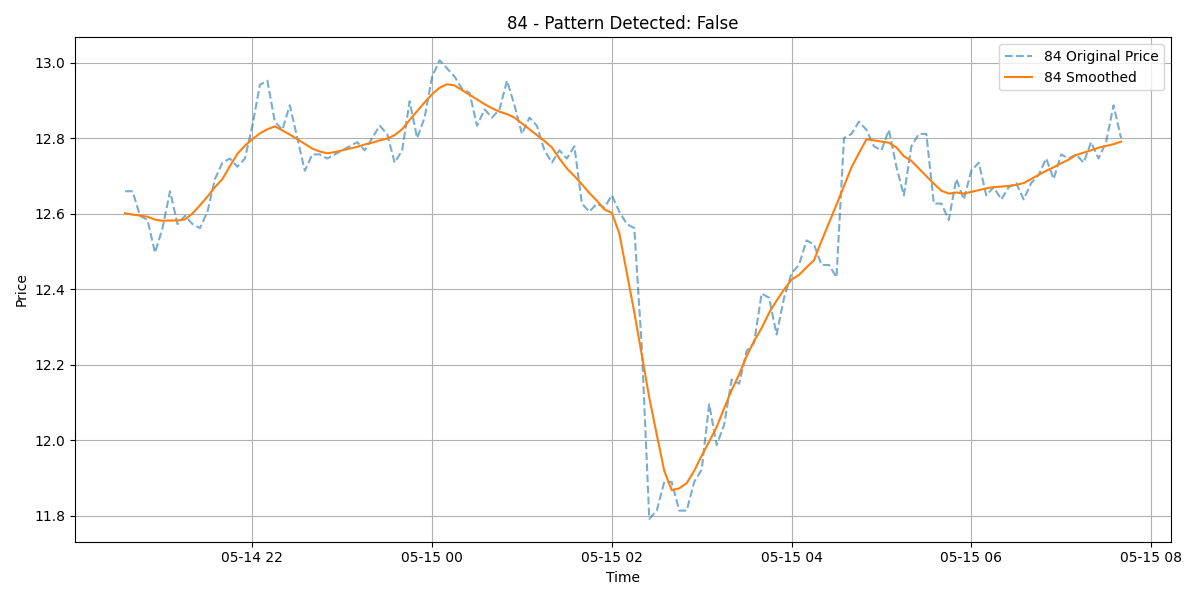 84 - Pattern Detected: False
84 Original Price
84 Smoothed
Price
13.0
12.8
12.6
12.4
12.2
12.0
11.8
05-14 22
05-15 00
05-15 02
05-15 04
05-15 06
05-15 08
Time